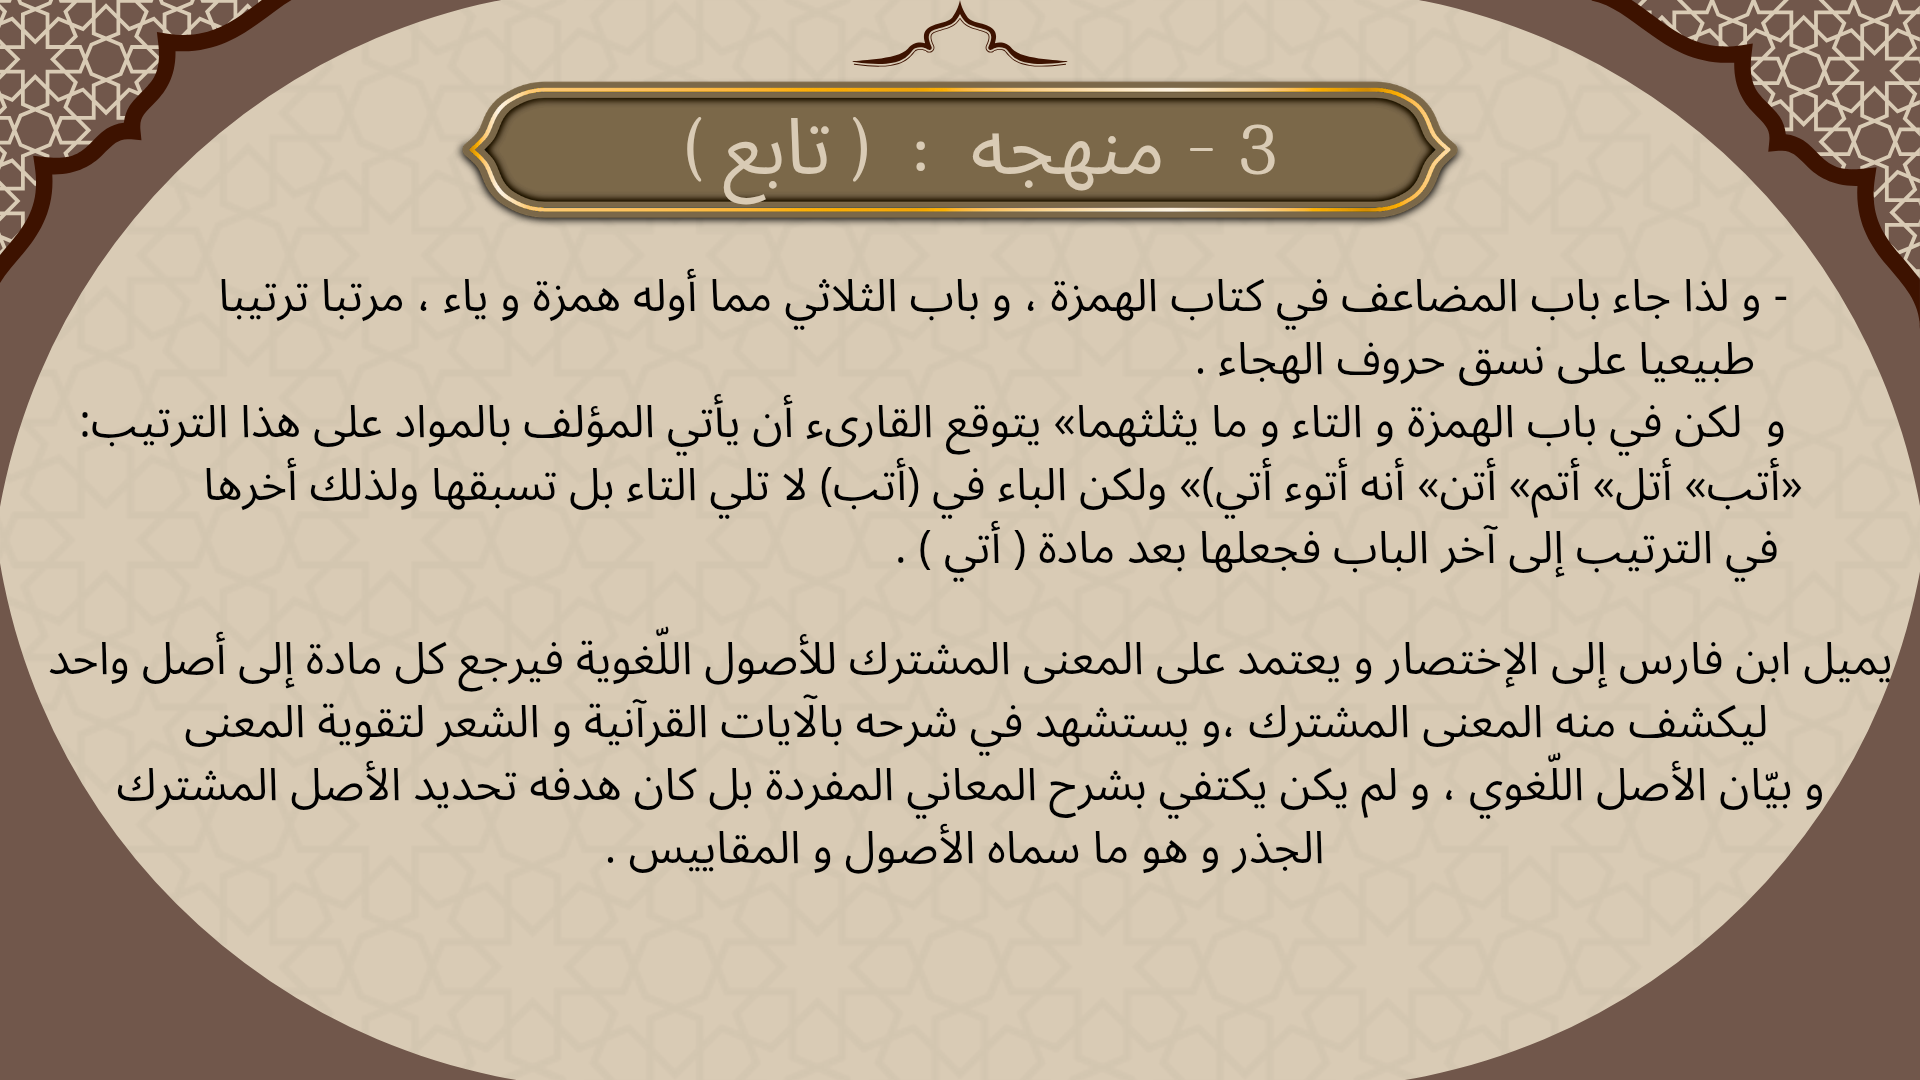 3 - منهجه : ( تابع )
- و لذا جاء باب المضاعف في كتاب الهمزة ، و باب الثلاثي مما أوله همزة و ياء ، مرتبا ترتيبا
طبيعيا على نسق حروف الهجاء .
و لكن في باب الهمزة و التاء و ما يثلثهما» يتوقع القارىء أن يأتي المؤلف بالمواد على هذا الترتيب:
«أتب» أتل» أتم» أتن» أنه أتوء أتي)» ولكن الباء في (أتب) لا تلي التاء بل تسبقها ولذلك أخرها
في الترتيب إلى آخر الباب فجعلها بعد مادة ( أتي ) .
يميل ابن فارس إلى الإختصار و يعتمد على المعنى المشترك للأصول اللّغوية فيرجع كل مادة إلى أصل واحد
ليكشف منه المعنى المشترك ،و يستشهد في شرحه بالآيات القرآنية و الشعر لتقوية المعنى
و بيّان الأصل اللّغوي ، و لم يكن يكتفي بشرح المعاني المفردة بل كان هدفه تحديد الأصل المشترك
الجذر و هو ما سماه الأصول و المقاييس .